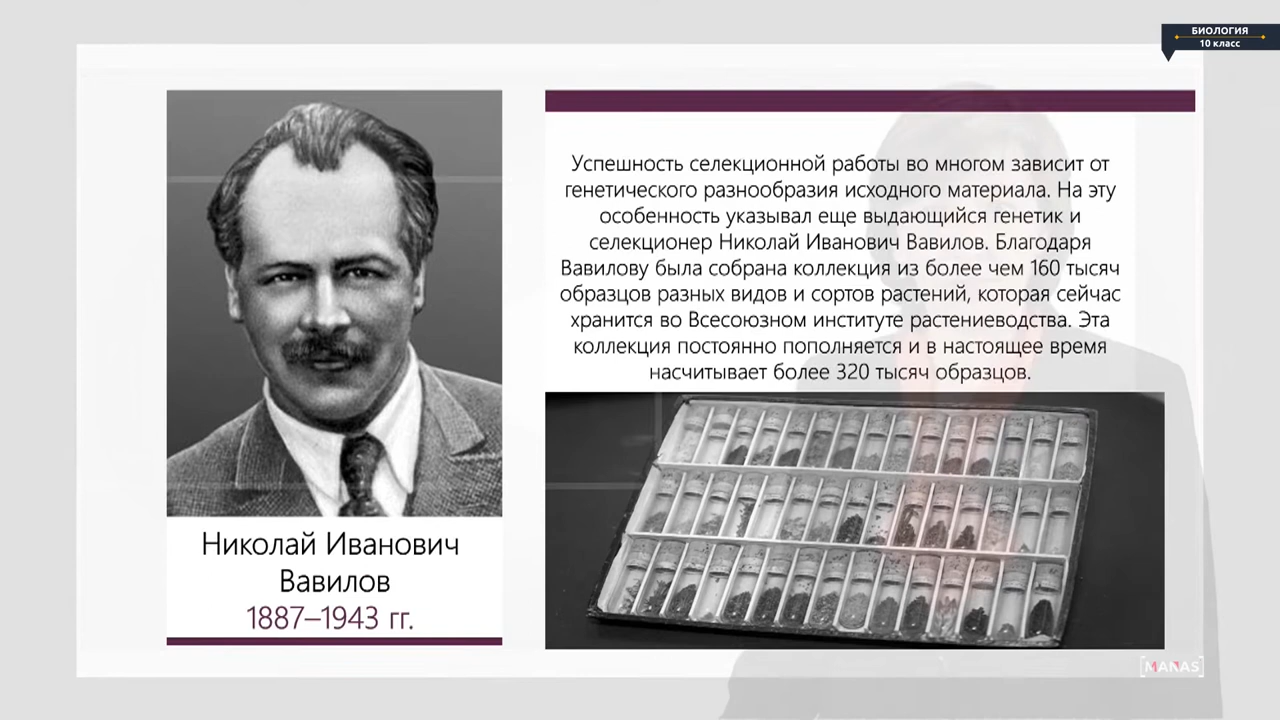 БИОЛОГИЯ
10 класс
Успешность селекционной работы во многом зависит от
генетического разнообразия исходного материала. На эту
особенность указывал еще выдающийся генетик и
селекционер Николай Иванович Вавилов. Благодаря
Вавилову была собрана коллекция из более чем 160 тысяч
образцов разных видов и сортов растений, которая сейчас
хранится во Всесоюзном институте растениеводства. Эта
коллекция постоянно пополняется и в настоящее время
насчитывает более 320 тысяч образцов.
Николай Иванович
Вавилов
1887–1943 гг.
[MANAS]